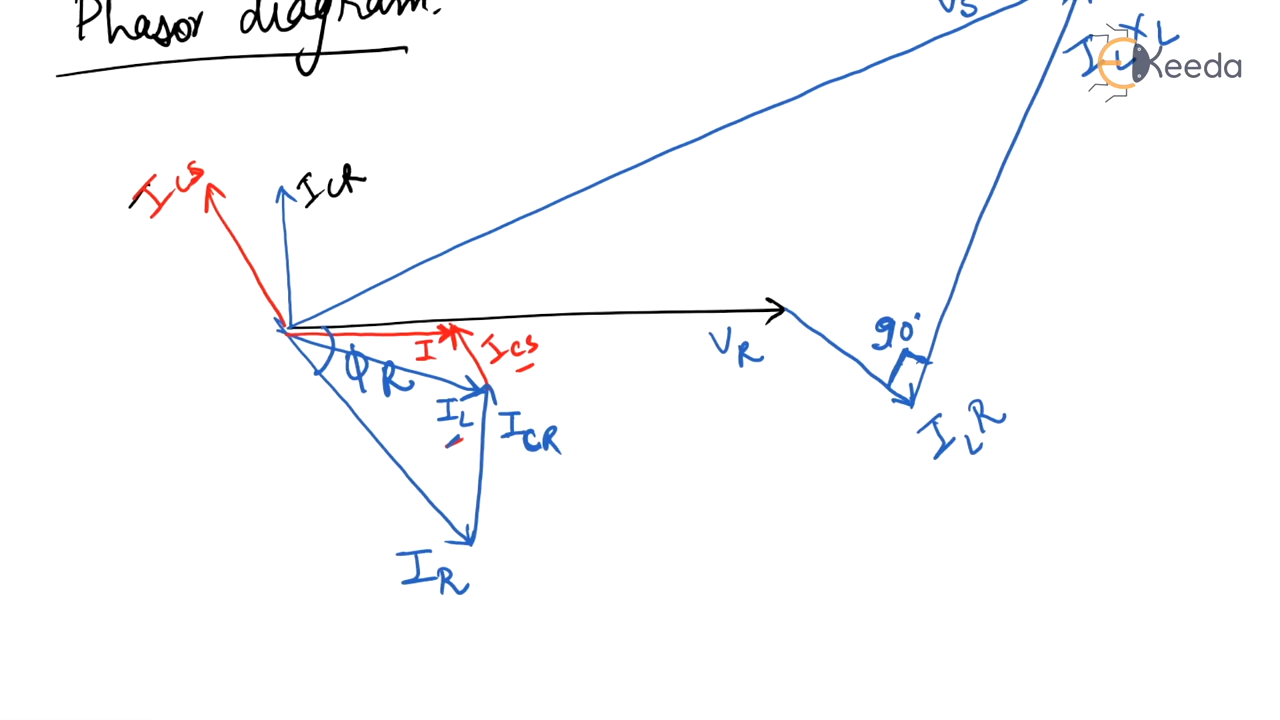 Phasor diagram.
VS
ILXL
EKeeda
ICS
ICR
I
ICS
φR
VR
90°
IL
ICR
ILR
IR